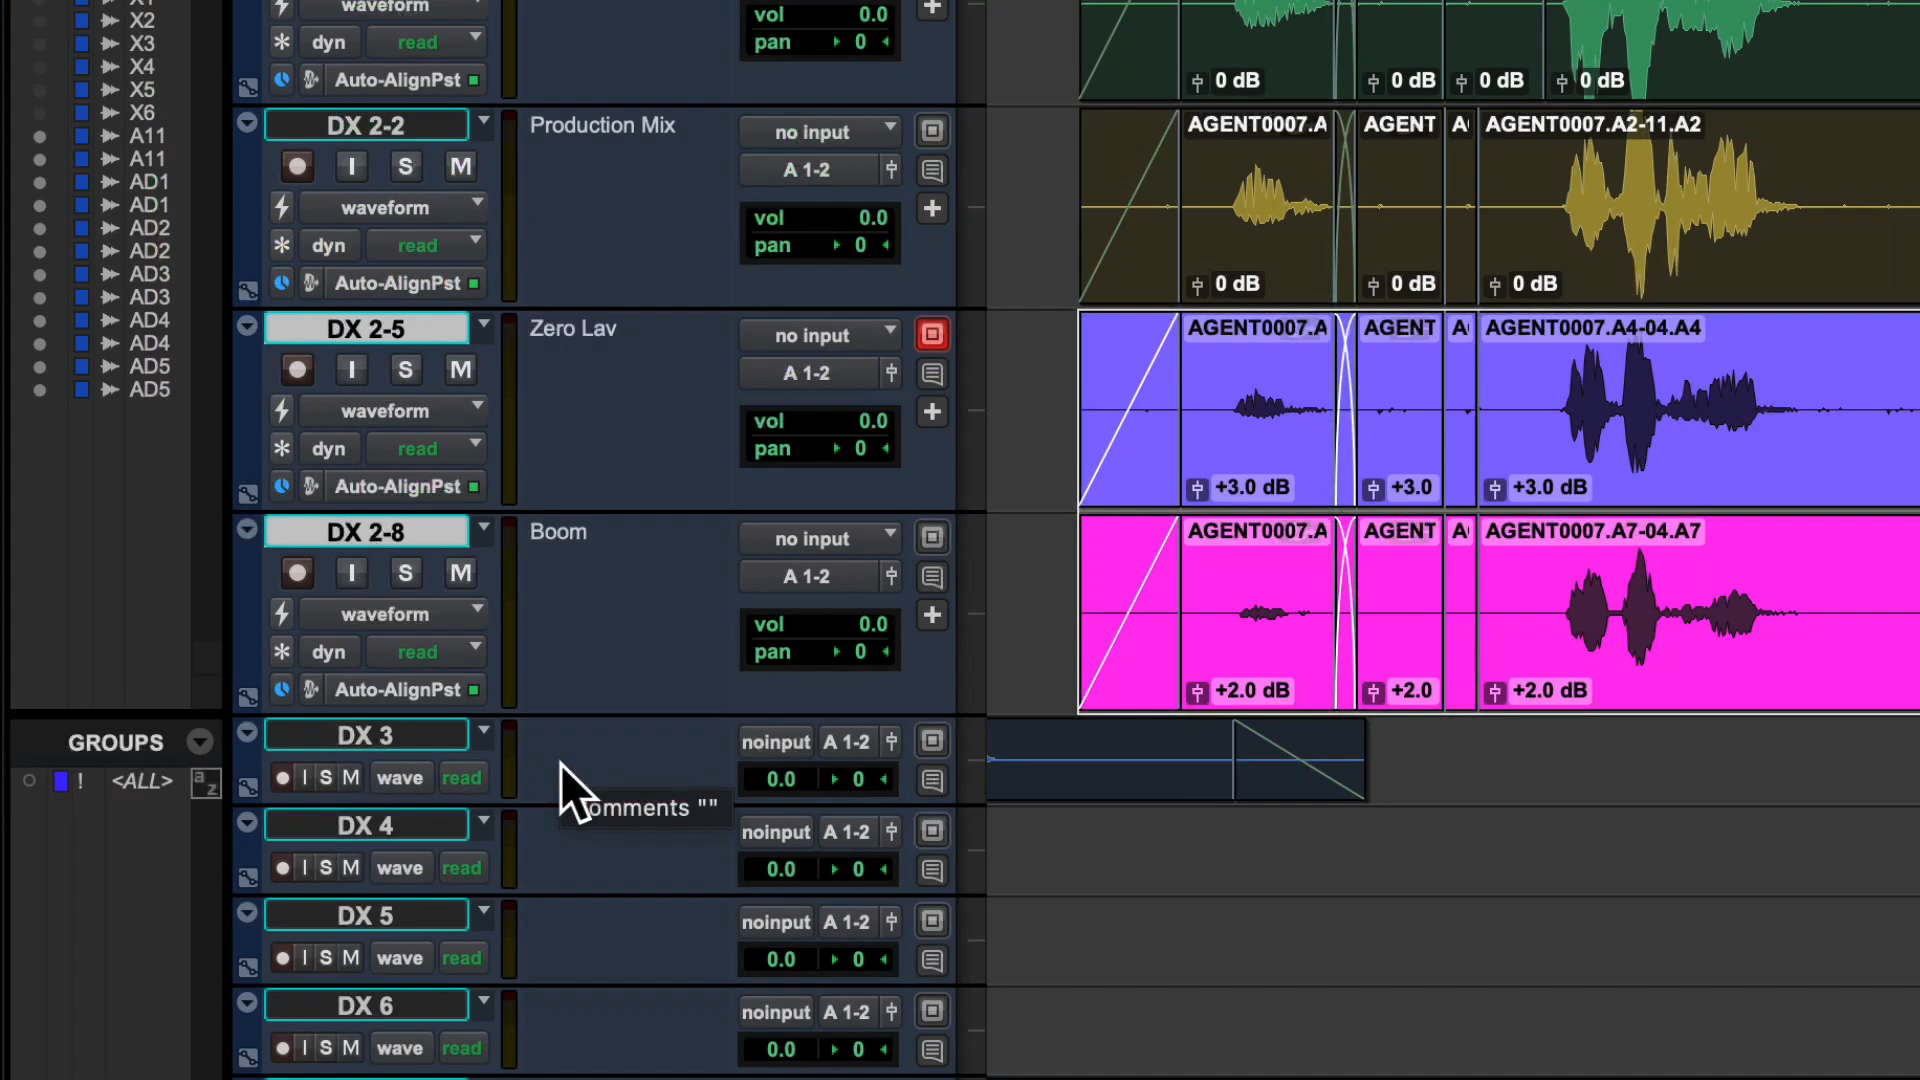 X1
X2
X3
X4
X5
X6
A11
A11
AD1
AD1
AD2
AD2
AD3
AD3
AD4
AD4
AD5
AD5
GROUPS
! <ALL> a z
waveform
dyn read
Auto-AlignPst
vol 0.0
pan 0
0 dB 0 dB 0 dB 0 dB
DX 2-2
I S M
waveform
dyn read
Auto-AlignPst
Production Mix
no input
A 1-2
vol 0.0
pan 0
AGENT0007.A AGENT A AGENT0007.A2-11.A2
0 dB 0 dB 0 dB
DX 2-5
I S M
waveform
dyn read
Auto-AlignPst
Zero Lav
no input
A 1-2
vol 0.0
pan 0
AGENT0007.A AGENT A AGENT0007.A4-04.A4
+3.0 dB +3.0 +3.0 dB
DX 2-8
I S M
waveform
dyn read
Auto-AlignPst
Boom
no input
A 1-2
vol 0.0
pan 0
AGENT0007.A AGENT A AGENT0007.A7-04.A7
+2.0 dB +2.0 +2.0 dB
DX 3
I S M wave read
noinput A 1-2
0.0 0
omments ""
DX 4
I S M wave read
noinput A 1-2
0.0 0
DX 5
I S M wave read
noinput A 1-2
0.0 0
DX 6
I S M wave read
noinput A 1-2
0.0 0